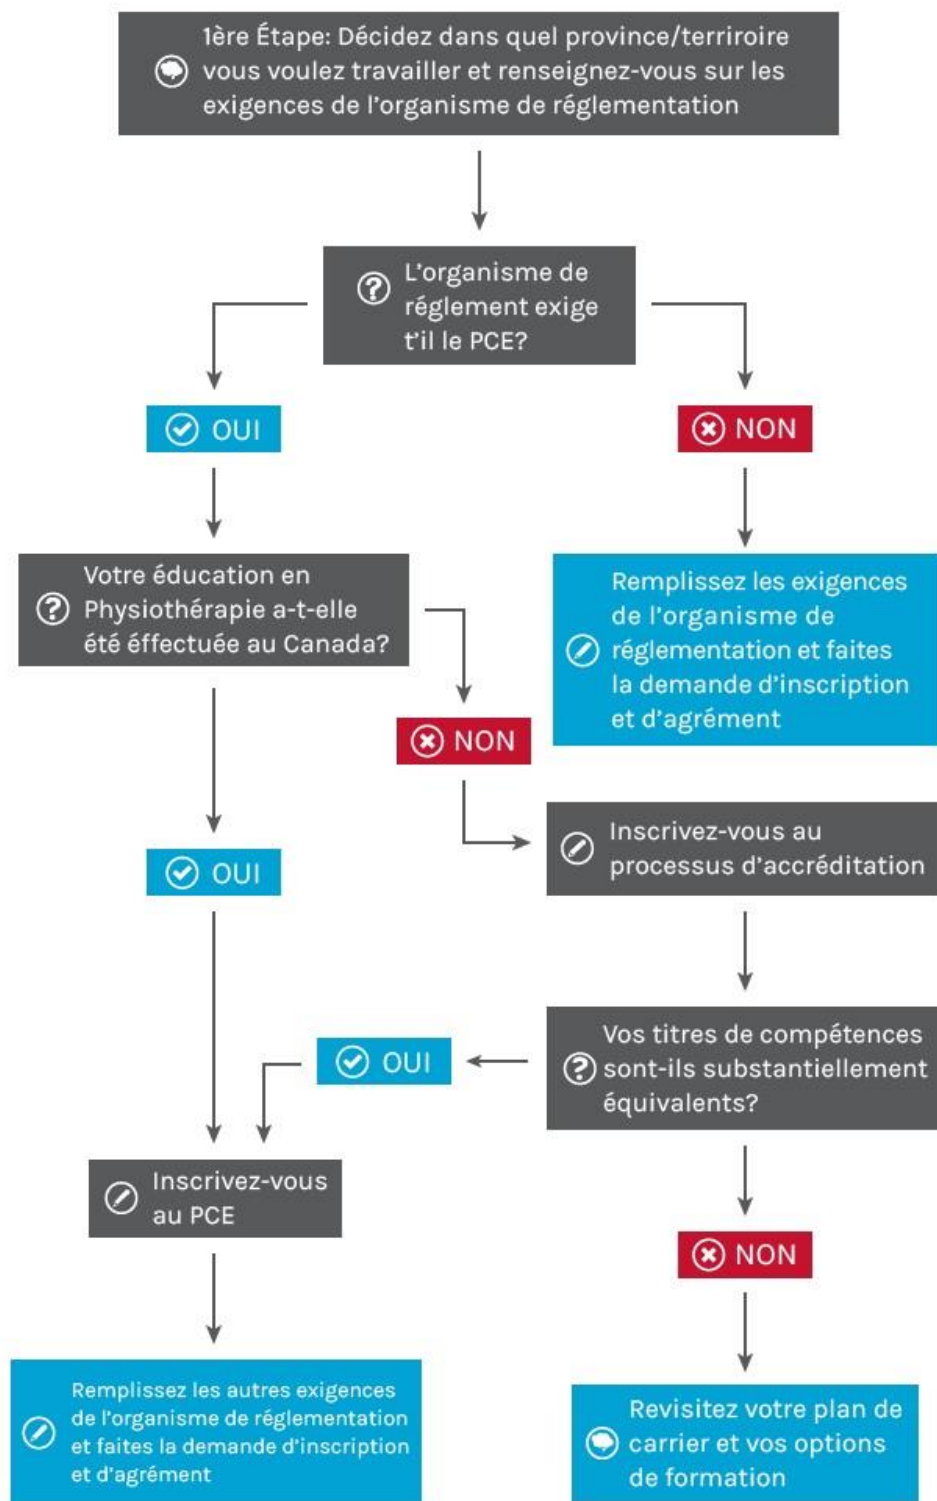 1ère Étape: Décidez dans quel province/terriroire
vous voulez travailler et renseignez-vous sur les
exigences de l'organisme de réglementation
L'organisme de
réglement exige
t'il le PCE?
OUI
NON
Votre éducation en
Physiothérapie a-t-elle
été éffectuée au Canada?
Remplissez les exigences
de l'organisme de
réglementation et faites
la demande d'inscription
et d'agrément
NON
Inscrivez-vous au
processus d'accréditation
OUI
Vos titres de compétences
sont-ils substantiellement
équivalents?
OUI
Inscrivez-vous
au PCE
NON
Remplissez les autres exigences
de l'organisme de réglementation
et faites la demande d'inscription
et d'agrément
Revisitez votre plan de
carrier et vos options
de formation